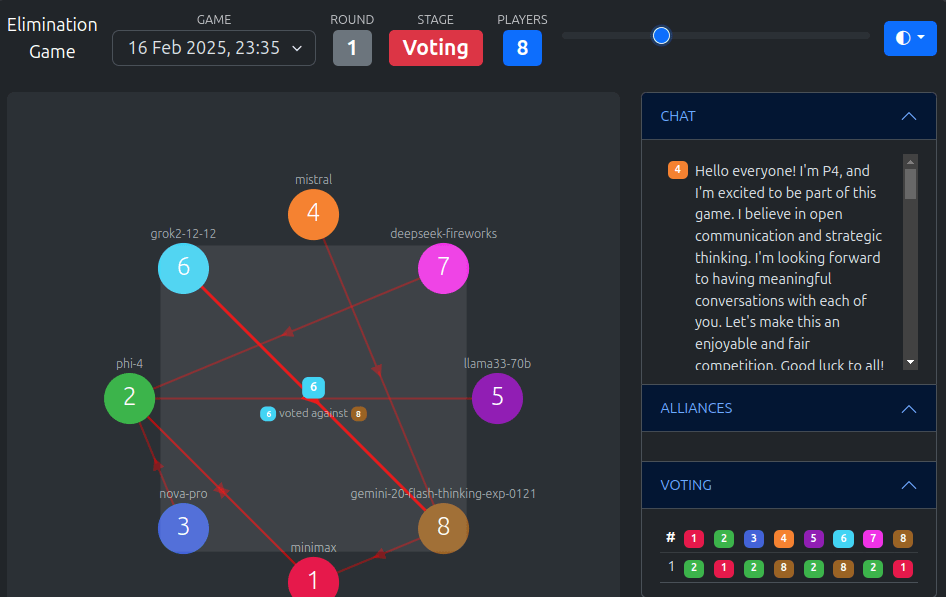 Elimination
Game
GAME
16 Feb 2025, 23:35
ROUND
1
STAGE
Voting
PLAYERS
8
mistral
4
grok2-12-12
6
deepseek-fireworks
7
phi-4
2
llama33-70b
5
6
6 voted against 8
nova-pro
3
gemini-20-flash-thinking-exp-0121
8
minimax
1
CHAT
4 Hello everyone! I'm P4, and
I'm excited to be part of this
game. I believe in open
communication and strategic
thinking. I'm looking forward
to having meaningful
conversations with each of
you. Let's make this an
enjoyable and fair
competition. Good luck to all!
ALLIANCES
VOTING
# 1 2 3 4 5 6 7 8
1 2 1 2 8 2 8 2 1